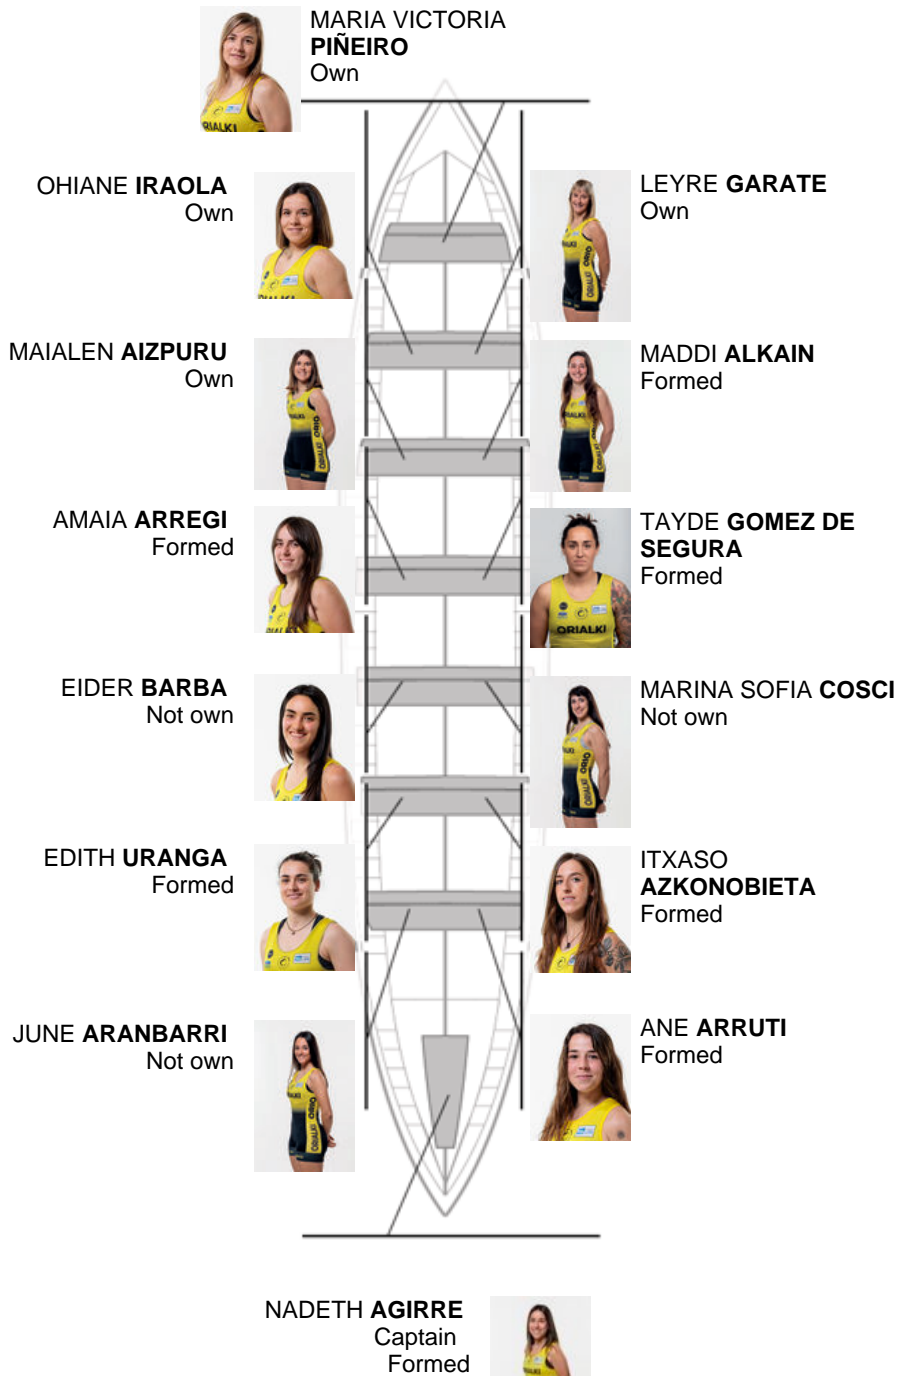 MARIA VICTORIA
PIÑEIRO
Own
ORIALKI
OHIANE IRAOLA
Own
LEYRE GARATE
Own
MAIALEN AIZPURU
Own
MADDI ALKAIN
Formed
AMAIA ARREGI
Formed
TAYDE GOMEZ DE
SEGURA
Formed
ORIALKI
EIDER BARBA
Not own
MARINA SOFIA COSCI
Not own
EDITH URANGA
Formed
ITXASO
AZKONOBIETA
Formed
JUNE ARANBARRI
Not own
ANE ARRUTI
Formed
NADETH AGIRRE
Captain
Formed